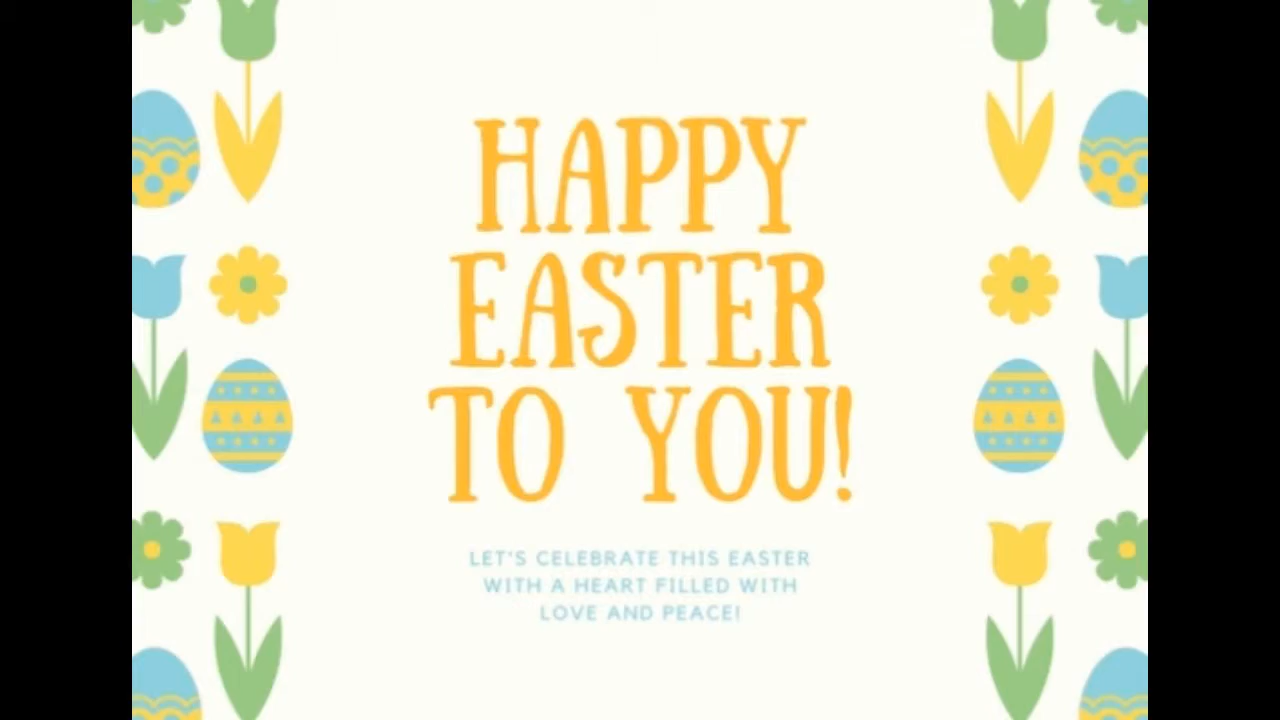 HAPPY
EASTER
TO YOU!
LET'S CELEBRATE THIS EASTER
WITH A HEART FILLED WITH
LOVE AND PEACE!